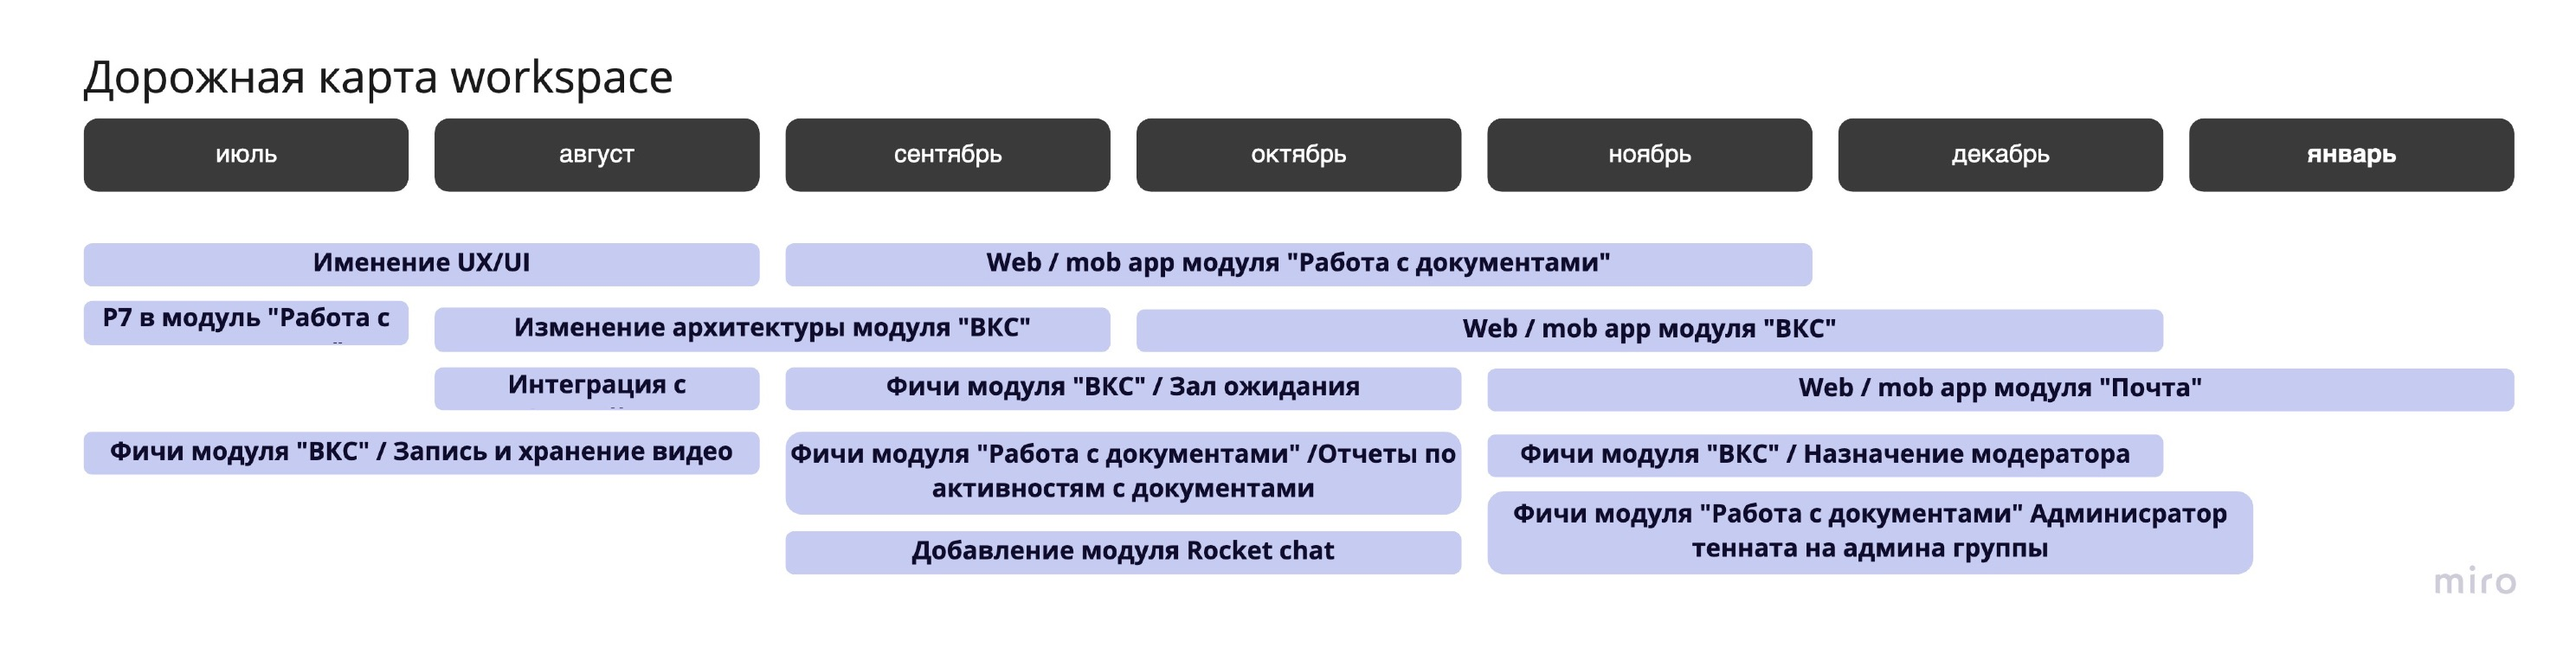 Дорожная карта workspace
июль
август
сентябрь
октябрь
ноябрь
декабрь
январь
Именение UX/UI
Web / mob app модуля "Работа с документами"
Р7 в модуль "Работа с
Изменение архитектуры модуля "ВКС"
Web / mob app модуля "ВКС"
Интеграция с
Фичи модуля "ВКС" / Зал ожидания
Web / mob app модуля "Почта"
Фичи модуля "ВКС" / Запись и хранение видео
Фичи модуля "Работа с документами" /Отчеты по
активностям с документами
Фичи модуля "ВКС" / Назначение модератора
Фичи модуля "Работа с документами" Админисратор
тенната на админа группы
Добавление модуля Rocket chat
miro